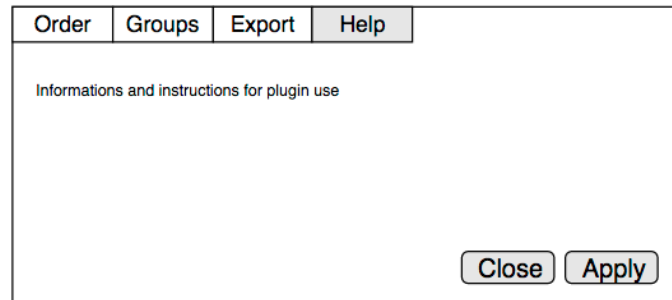 Order Groups Export Help
Informations and instructions for plugin use
Close Apply